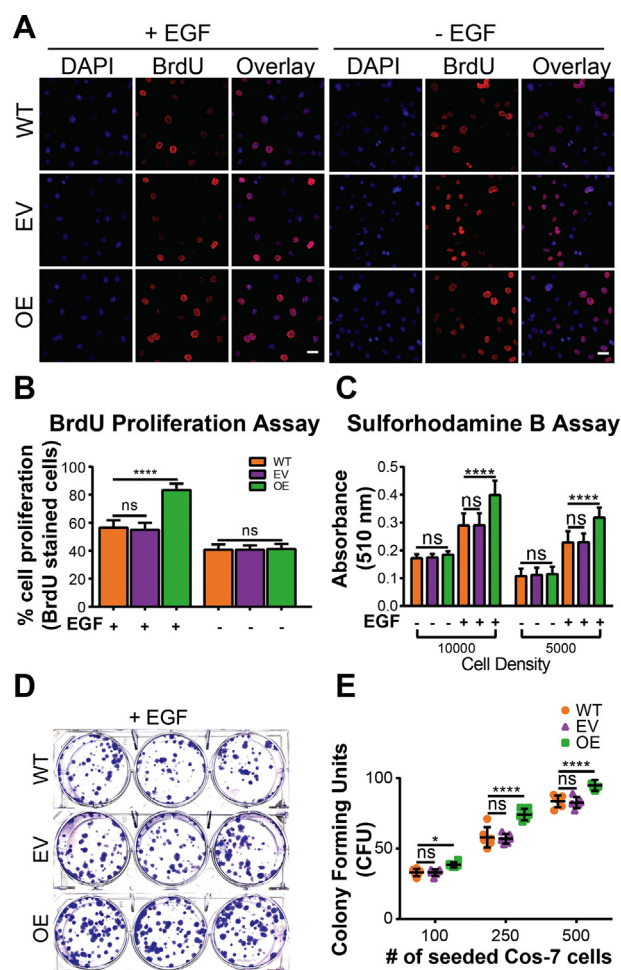 A
+ EGF
- EGF
DAPI BrdU Overlay DAPI BrdU Overlay
WT
EV
OE
B
BrdU Proliferation Assay
% cell proliferation
(BrdU stained cells)
100
80
60
40
20
0
****
ns
ns
WT
EV
OE
EGF + + + - - -
C
Sulforhodamine B Assay
Absorbance
(510 nm)
0.5
0.4
0.3
0.2
0.1
0.0
ns
****
ns
ns
****
ns
EGF - - - + + + - - - + + +
10000 5000
Cell Density
D
+ EGF
WT
EV
OE
E
WT
EV
OE
Colony Forming Units
(CFU)
100
50
0
*
ns
****
ns
****
ns
100 250 500
# of seeded Cos-7 cells